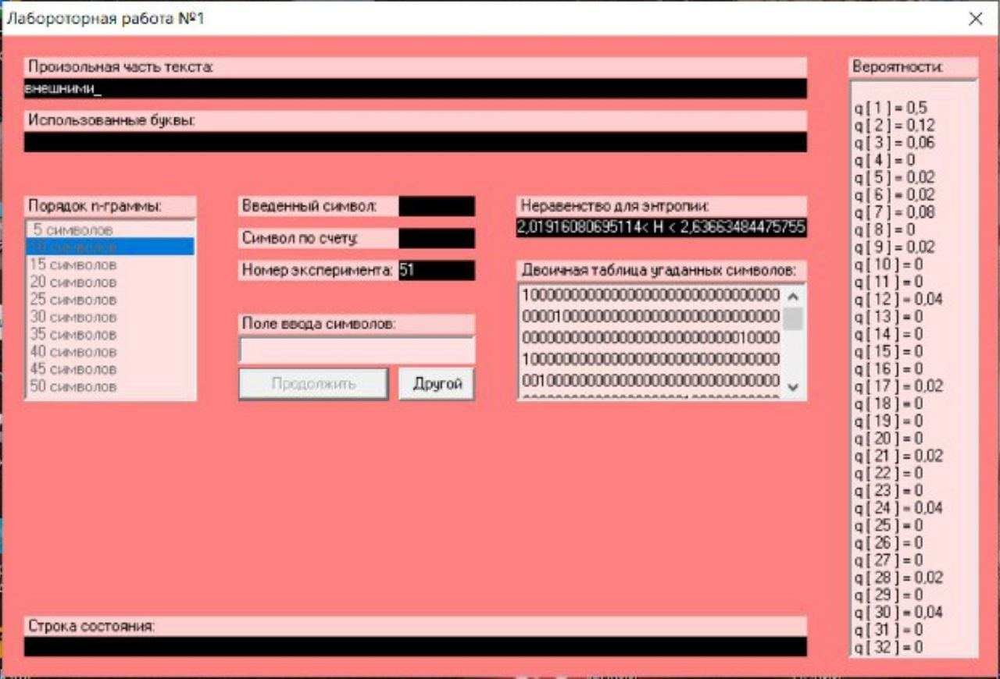 Лабороторная работа №1
Произольная часть текста:
внешними_
Использованные буквы:
Порядок n-граммы:
5 символов
10 символов
15 символов
20 символов
25 символов
30 символов
35 символов
40 символов
45 символов
50 символов
Введенный символ:
Символ по счету:
Номер эксперимента: 51
Поле ввода символов:
Продолжить
Другой
Неравенство для энтропии:
2,01916080695114< H < 2,63663484475755
Двоичная таблица угаданных символов:
10000000000000000000000000000000
00001000000000000000000000000000
00000000000000000000000000010000
10000000000000000000000000000000
00100000000000000000000000000000
Строка состояния:
Вероятности:
q[ 1 ] = 0,5
q[ 2 ] = 0,12
q[ 3 ] = 0,06
q[ 4 ] = 0
q[ 5 ] = 0,02
q[ 6 ] = 0,02
q[ 7 ] = 0,08
q[ 8 ] = 0
q[ 9 ] = 0,02
q[ 10 ] = 0
q[ 11 ] = 0
q[ 12 ] = 0,04
q[ 13 ] = 0
q[ 14 ] = 0
q[ 15 ] = 0
q[ 16 ] = 0
q[ 17 ] = 0,02
q[ 18 ] = 0
q[ 19 ] = 0
q[ 20 ] = 0
q[ 21 ] = 0,02
q[ 22 ] = 0
q[ 23 ] = 0
q[ 24 ] = 0,04
q[ 25 ] = 0
q[ 26 ] = 0
q[ 27 ] = 0
q[ 28 ] = 0,02
q[ 29 ] = 0
q[ 30 ] = 0,04
q[ 31 ] = 0
q[ 32 ] = 0